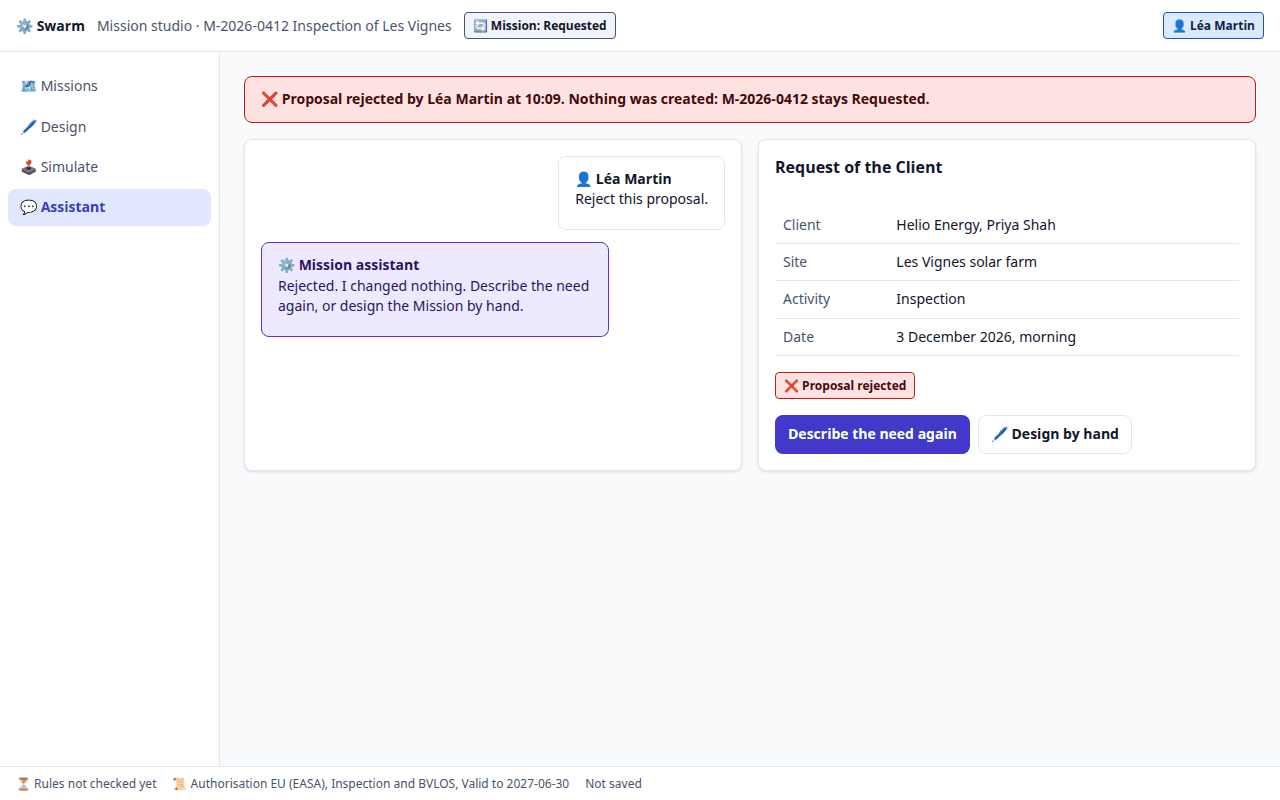 ⚙️ Swarm Mission studio · M-2026-0412 Inspection of Les Vignes 🔄 Mission: Requested 👤 Léa Martin
🗺️ Missions
🖊️ Design
🕹️ Simulate
💬 Assistant
❌ Proposal rejected by Léa Martin at 10:09. Nothing was created: M-2026-0412 stays Requested.
👤 Léa Martin
Reject this proposal.
⚙️ Mission assistant
Rejected. I changed nothing. Describe the need
again, or design the Mission by hand.
Request of the Client
Client Helio Energy, Priya Shah
Site Les Vignes solar farm
Activity Inspection
Date 3 December 2026, morning
❌ Proposal rejected
Describe the need again 🖊️ Design by hand
⏳ Rules not checked yet 📜 Authorisation EU (EASA), Inspection and BVLOS, Valid to 2027-06-30 Not saved